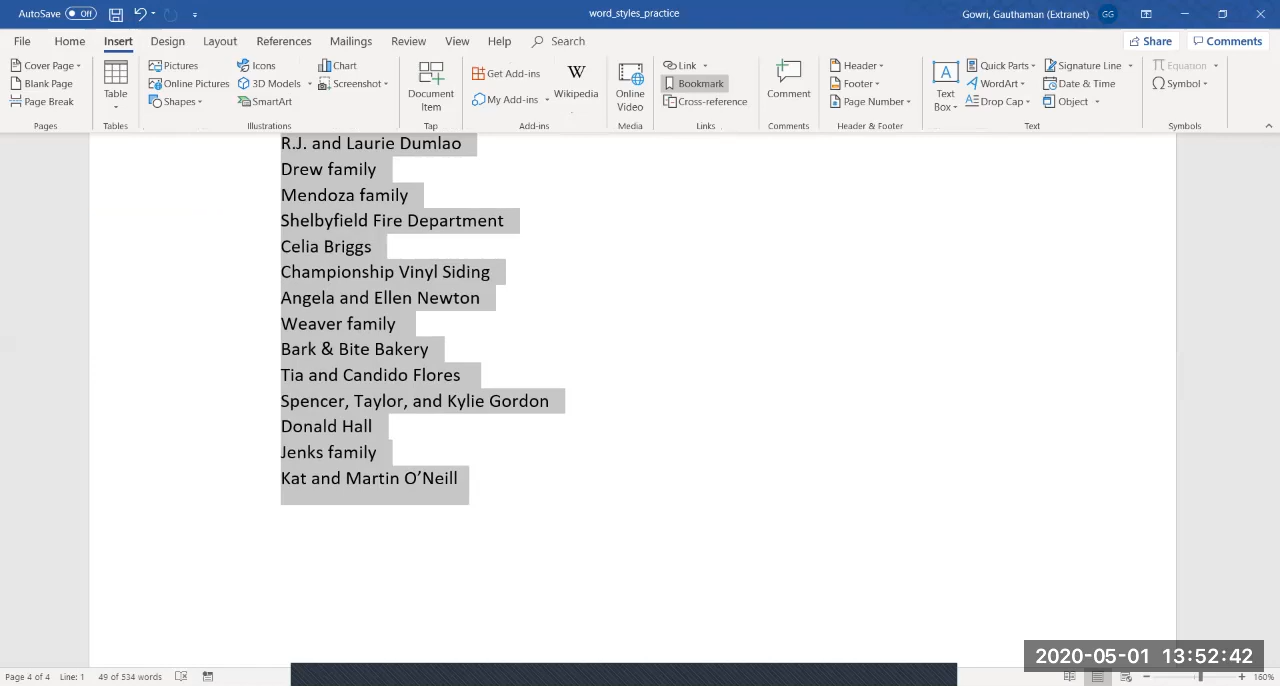 AutoSave Off word_styles_practice Gowri, Gauthaman (Extranet) GG
File Home Insert Design Layout References Mailings Review View Help Search Share Comments
Cover Page
Blank Page
Page Break
Pages
Table
Tables
Pictures
Online Pictures
Shapes
Icons
3D Models
SmartArt
Chart
Screenshot
Illustrations
Document Item
Tap
Get Add-ins
My Add-ins
W Wikipedia
Add-ins
Online Video
Media
Link
Bookmark
Cross-reference
Links
Comment
Comments
Header
Footer
Page Number
Header & Footer
A
Text Box
Quick Parts
WordArt
Drop Cap
Signature Line
Date & Time
Object
Text
Equation
Symbol
Symbols
R.J. and Laurie Dumlao
Drew family
Mendoza family
Shelbyfield Fire Department
Celia Briggs
Championship Vinyl Siding
Angela and Ellen Newton
Weaver family
Bark & Bite Bakery
Tia and Candido Flores
Spencer, Taylor, and Kylie Gordon
Donald Hall
Jenks family
Kat and Martin O’Neill
2020-05-01 13:52:42
Page 4 of 4 Line: 1 49 of 534 words 160%